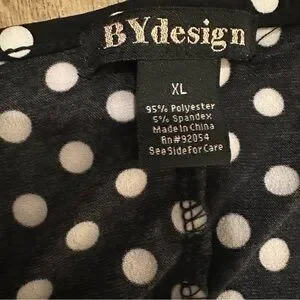 BYdesign
XL
95% Polyester
5% Spandex
Made in China
Rn#92054
See Side For Care